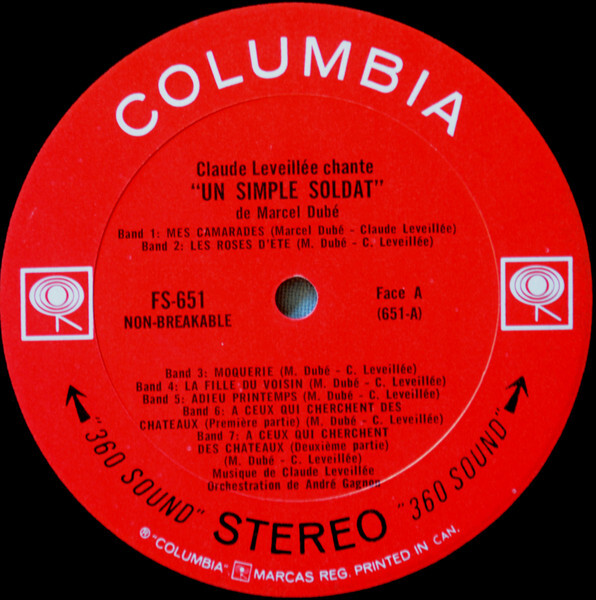 COLUMBIA
Claude Leveillée chante
"UN SIMPLE SOLDAT"
de Marcel Dubé
Band 1: MES CAMARADES (Marcel Dubé - Claude Leveillée)
Band 2: LES ROSES D'ETE (M. Dubé - C. Leveillée)
FS-651
NON-BREAKABLE
Face A
(651-A)
Band 3: MOQUERIE (M. Dubé - C. Leveillée)
Band 4: LA FILLE DU VOISIN (M. Dubé - C. Leveillée)
Band 5: ADIEU PRINTEMPS (M. Dubé - C. Leveillée)
Band 6: A CEUX QUI CHERCHENT DES
CHATEAUX (Première partie) (M. Dubé - C. Leveillée)
Band 7: A CEUX QUI CHERCHENT
DES CHATEAUX (Deuxième partie)
(M. Dubé - C. Leveillée)
Musique de Claude Leveillée
Orchestration de André Gagnon
"360 SOUND" STEREO "360 SOUND"
® "COLUMBIA". MARCAS REG. PRINTED IN CAN.